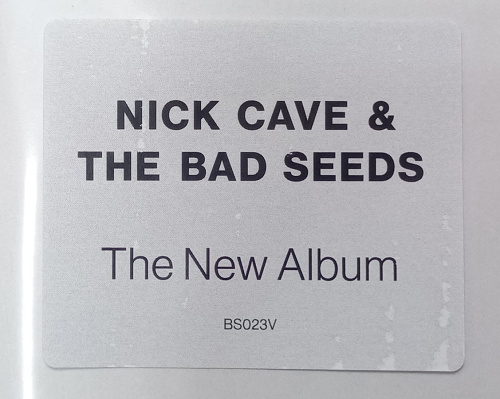 NICK CAVE &
THE BAD SEEDS
The New Album
BS023V